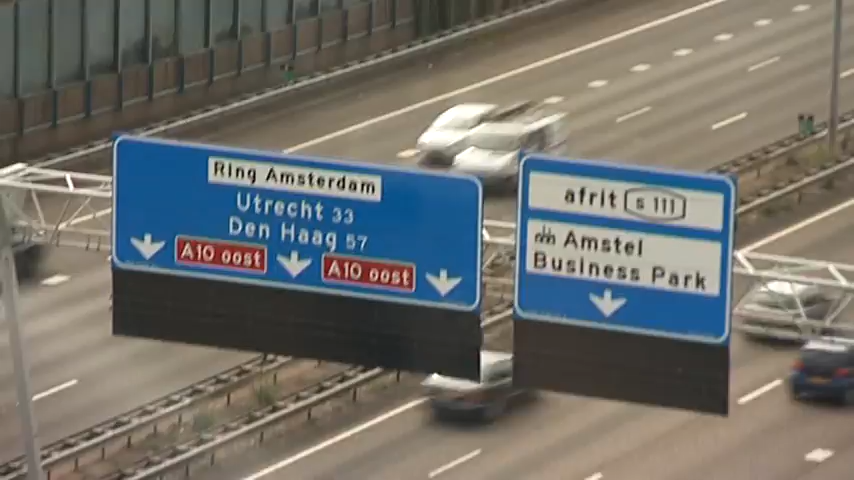 Ring Amsterdam
Utrecht 33
Den Haag 57
A10 oost A10 oost
afrit s 111
Amstel
Business Park